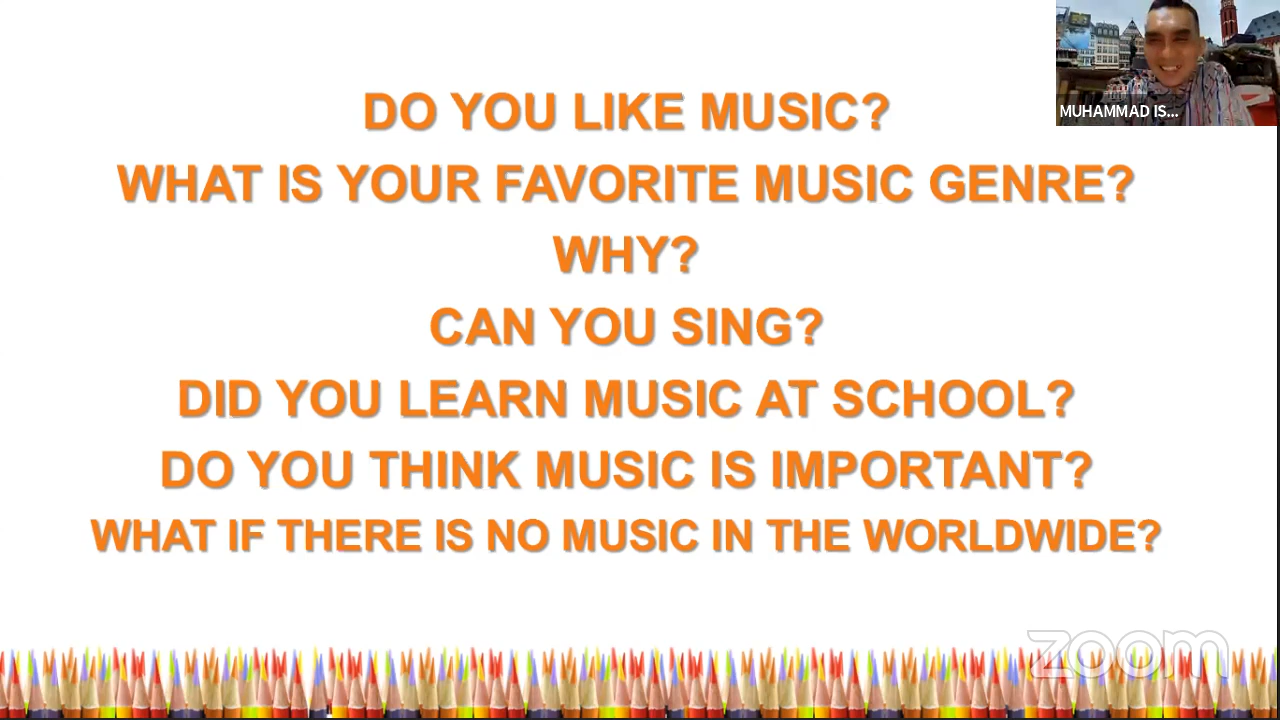 DO YOU LIKE MUSIC?
WHAT IS YOUR FAVORITE MUSIC GENRE?
WHY?
CAN YOU SING?
DID YOU LEARN MUSIC AT SCHOOL?
DO YOU THINK MUSIC IS IMPORTANT?
WHAT IF THERE IS NO MUSIC IN THE WORLDWIDE?
MUHAMMAD IS...
zoom